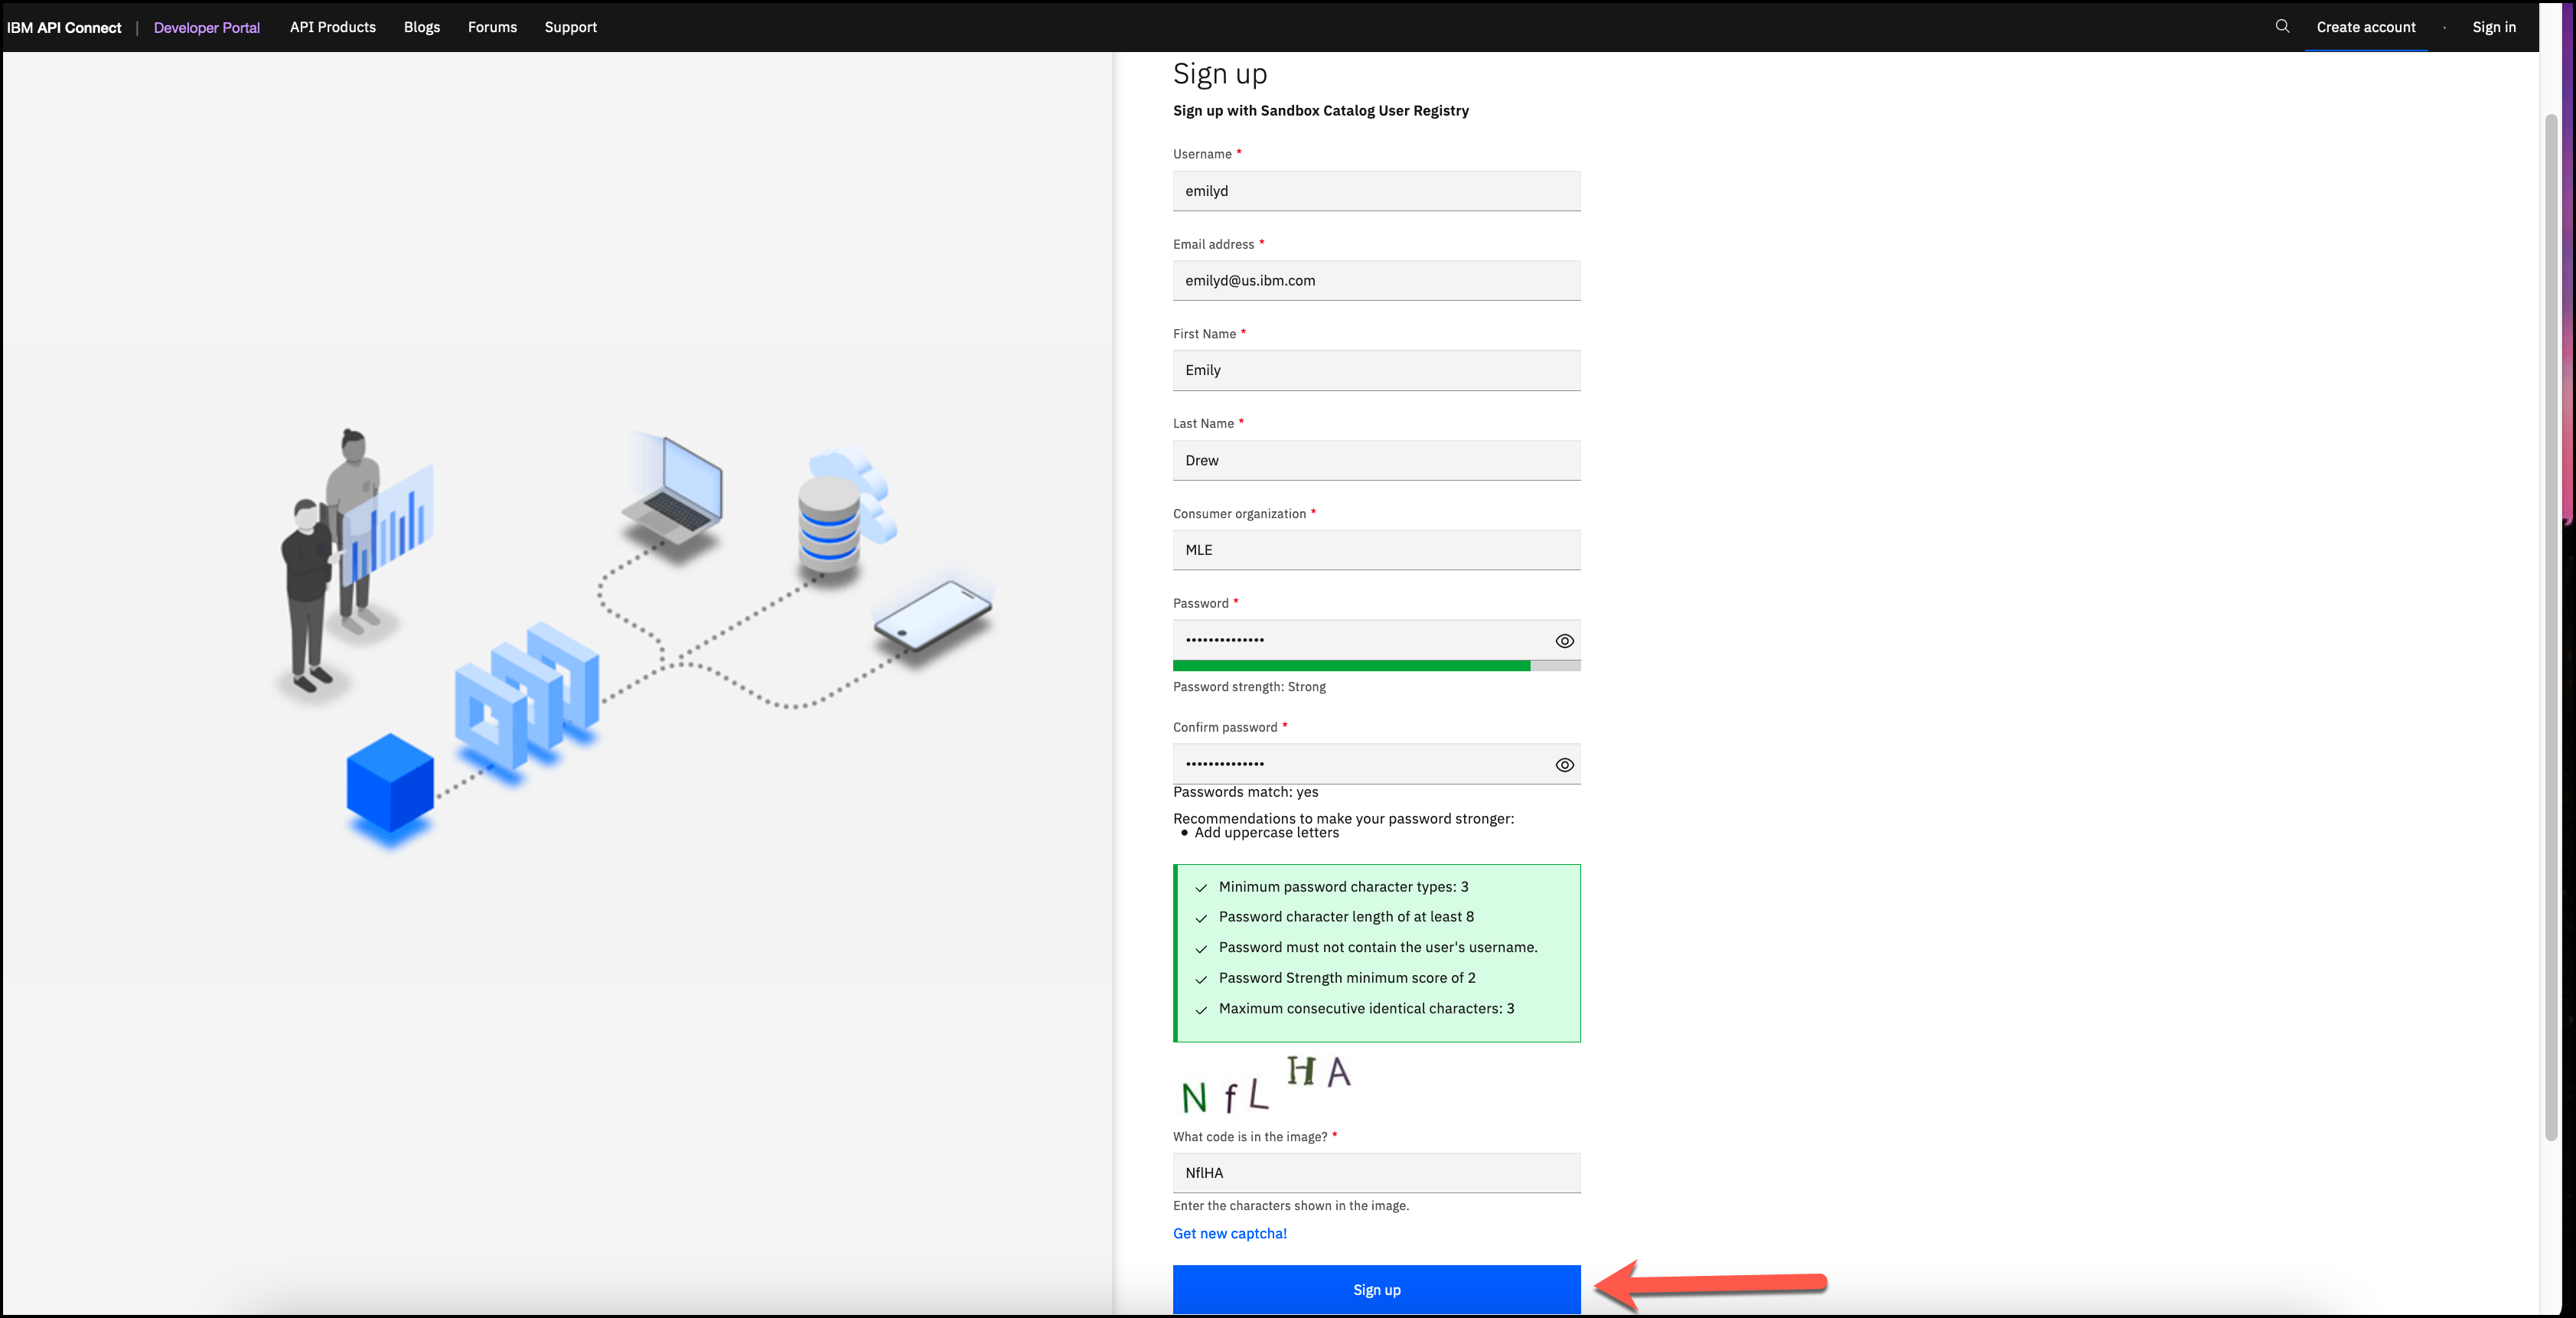 IBM API Connect | Developer Portal API Products Blogs Forums Support Create account · Sign in
Sign up
Sign up with Sandbox Catalog User Registry
Username *
emilyd
Email address *
emilyd@us.ibm.com
First Name *
Emily
Last Name *
Drew
Consumer organization *
MLE
Password *
••••••••••••••
Password strength: Strong
Confirm password *
••••••••••••••
Passwords match: yes
Recommendations to make your password stronger:
• Add uppercase letters
Minimum password character types: 3
Password character length of at least 8
Password must not contain the user's username.
Password Strength minimum score of 2
Maximum consecutive identical characters: 3
N f L H A
What code is in the image? *
NflHA
Enter the characters shown in the image.
Get new captcha!
Sign up